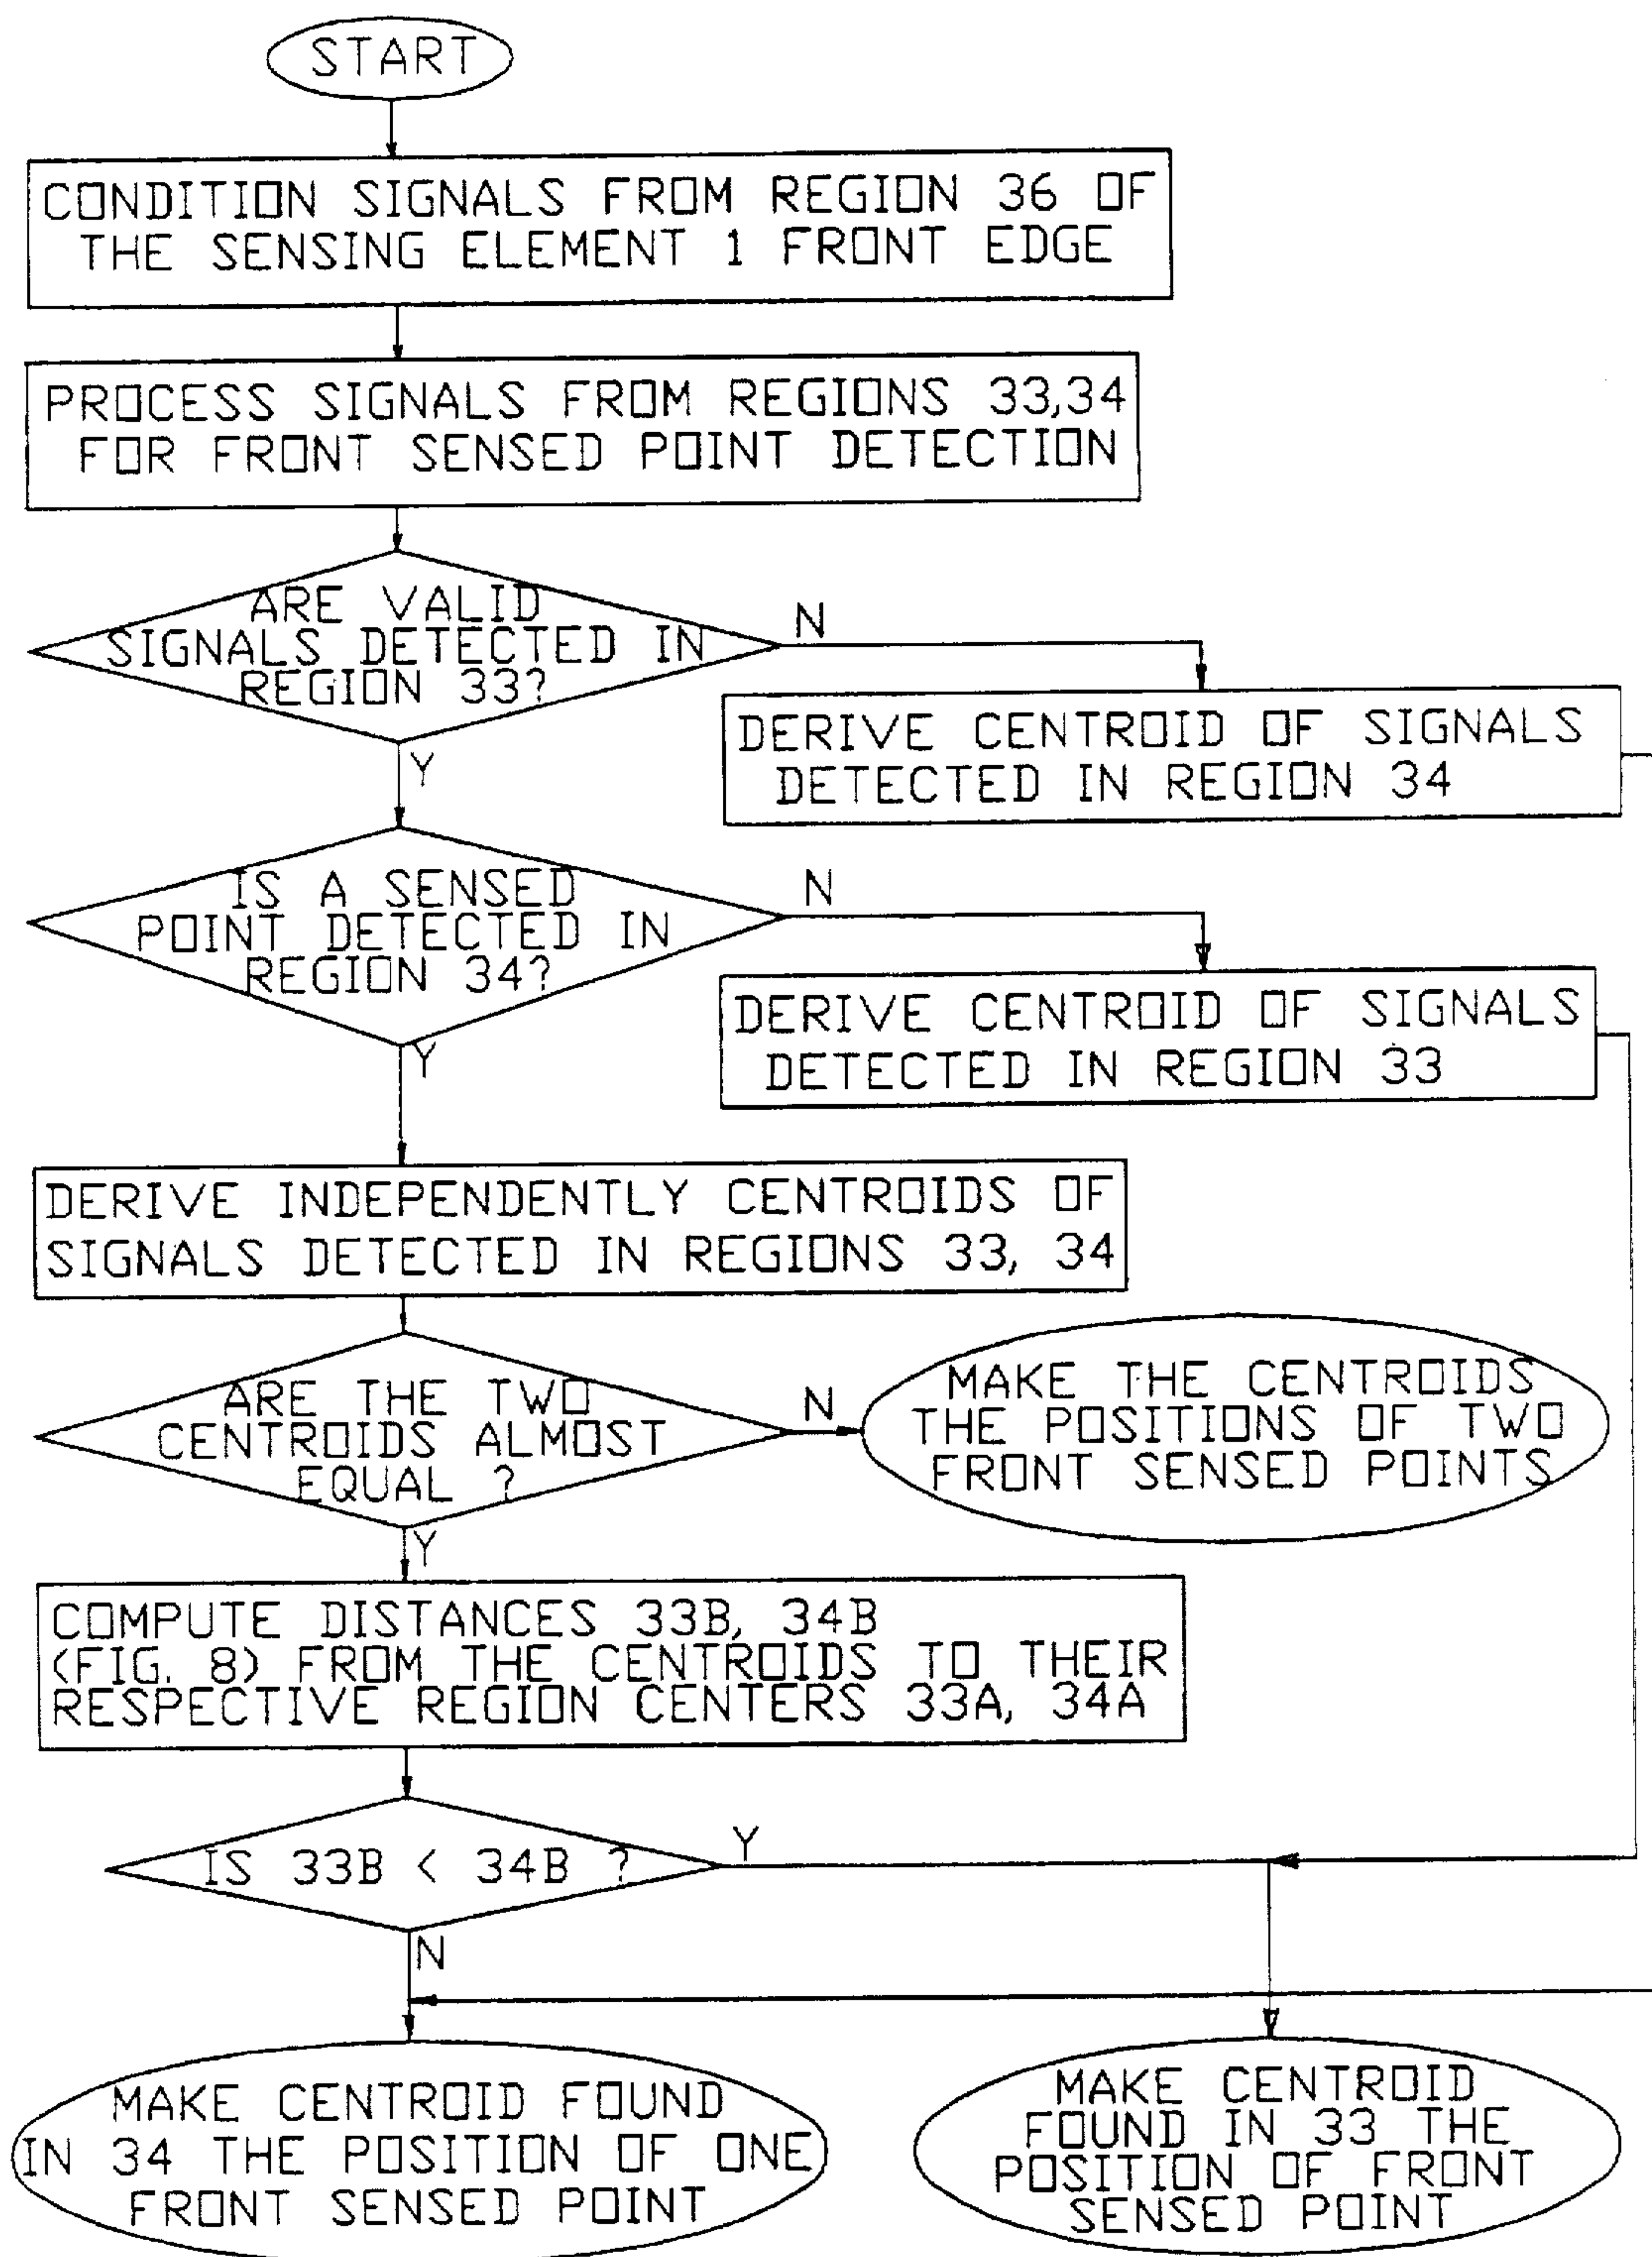 START
CONDITION SIGNALS FROM REGION 36 OF
THE SENSING ELEMENT 1 FRONT EDGE
PROCESS SIGNALS FROM REGIONS 33,34
FOR FRONT SENSED POINT DETECTION
ARE VALID
SIGNALS DETECTED IN
REGION 33?
N
Y
DERIVE CENTROID OF SIGNALS
DETECTED IN REGION 34
IS A SENSED
POINT DETECTED IN
REGION 34?
N
Y
DERIVE CENTROID OF SIGNALS
DETECTED IN REGION 33
DERIVE INDEPENDENTLY CENTROIDS OF
SIGNALS DETECTED IN REGIONS 33, 34
ARE THE TWO
CENTROIDS ALMOST
EQUAL ?
N
Y
MAKE THE CENTROIDS
THE POSITIONS OF TWO
FRONT SENSED POINTS
COMPUTE DISTANCES 33B, 34B
(FIG. 8) FROM THE CENTROIDS TO THEIR
RESPECTIVE REGION CENTERS 33A, 34A
IS 33B < 34B ?
Y
N
MAKE CENTROID FOUND
IN 34 THE POSITION OF ONE
FRONT SENSED POINT
MAKE CENTROID
FOUND IN 33 THE
POSITION OF FRONT
SENSED POINT